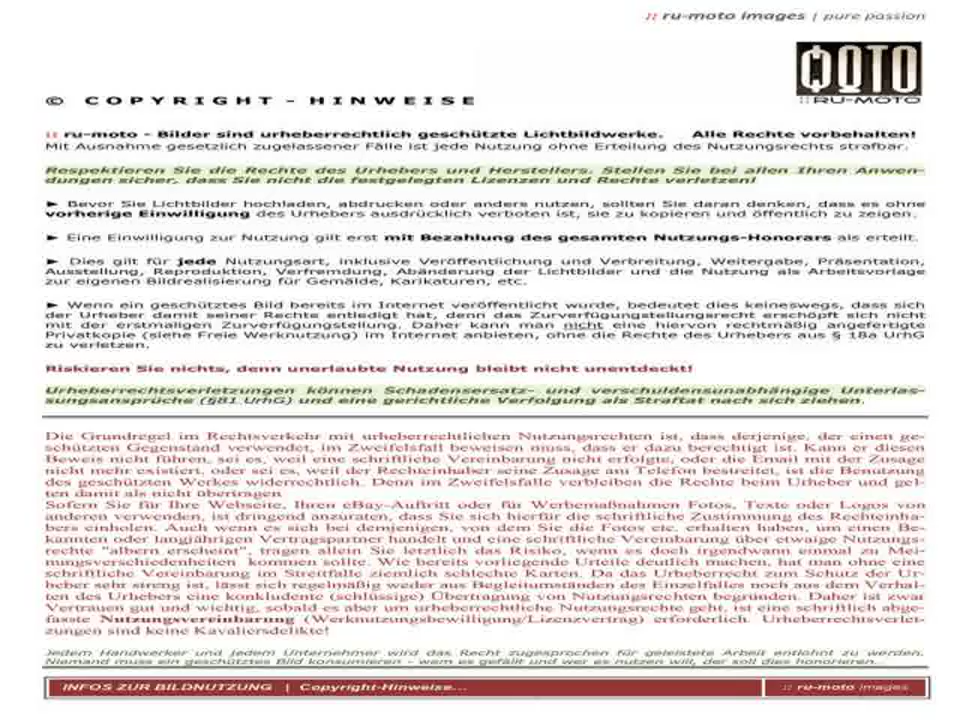 :: ru-moto images | pure passion
ΦQTO
:: RU-MOTO
© COPYRIGHT - HINWEISE
:: ru-moto - Bilder sind urheberrechtlich geschützte Lichtbildwerke. Alle Rechte vorbehalten!
Mit Ausnahme gesetzlich zugelassener Fälle ist jede Nutzung ohne Erteilung des Nutzungsrechts strafbar.
Respektieren Sie die Rechte des Urhebers und Herstellers. Stellen Sie bei allen Ihren Anwen-
dungen sicher, dass Sie nicht die festgelegten Lizenzen und Rechte verletzen!
► Bevor Sie Lichtbilder hochladen, abdrucken oder anders nutzen, sollten Sie daran denken, dass es ohne
vorherige Einwilligung des Urhebers ausdrücklich verboten ist, sie zu kopieren und öffentlich zu zeigen.
► Eine Einwilligung zur Nutzung gilt erst mit Bezahlung des gesamten Nutzungs-Honorars als erteilt.
► Dies gilt für jede Nutzungsart, inklusive Veröffentlichung und Verbreitung, Weitergabe, Präsentation,
Ausstellung, Reproduktion, Verfremdung, Abänderung der Lichtbilder und die Nutzung als Arbeitsvorlage
zur eigenen Bildrealisierung für Gemälde, Karikaturen, etc.
► Wenn ein geschütztes Bild bereits im Internet veröffentlicht wurde, bedeutet dies keineswegs, dass sich
der Urheber damit seiner Rechte entledigt hat, denn das Zurverfügungstellungsrecht erschöpft sich nicht
mit der erstmaligen Zurverfügungstellung. Daher kann man nicht eine hiervon rechtmäßig angefertigte
Privatkopie (siehe Freie Werknutzung) im Internet anbieten, ohne die Rechte des Urhebers aus § 18a UrhG
zu verletzen.
Riskieren Sie nichts, denn unerlaubte Nutzung bleibt nicht unentdeckt!
Urheberrechtsverletzungen können Schadensersatz- und verschuldensunabhängige Unterlas-
sungsansprüche (§81 UrhG) und eine gerichtliche Verfolgung als Straftat nach sich ziehen.
Die Grundregel im Rechtsverkehr mit urheberrechtlichen Nutzungsrechten ist, dass derjenige, der einen ge-
schützten Gegenstand verwendet, im Zweifelsfall beweisen muss, dass er dazu berechtigt ist. Kann er diesen
Beweis nicht führen, sei es, weil eine schriftliche Vereinbarung nicht erfolgte, oder die Email mit der Zusage
nicht mehr existiert, oder sei es, weil der Rechteinhaber seine Zusage am Telefon bestreitet, ist die Benutzung
des geschützten Werkes widerrechtlich. Denn im Zweifelsfalle verbleiben die Rechte beim Urheber und gel-
ten damit als nicht übertragen
Sofern Sie für Ihre Webseite, Ihren eBay-Auftritt oder für Werbemaßnahmen Fotos, Texte oder Logos von
anderen verwenden, ist dringend anzuraten, dass Sie sich hierfür die schriftliche Zustimmung des Rechteinha-
bers einholen. Auch wenn es sich bei demjenigen, von dem Sie die Fotos etc. erhalten haben, um einen Be-
kannten oder langjährigen Vertragspartner handelt und eine schriftliche Vereinbarung über etwaige Nutzungs-
rechte "albern erscheint", tragen allein Sie letztlich das Risiko, wenn es doch irgendwann einmal zu Mei-
nungsverschiedenheiten kommen sollte. Wie bereits vorliegende Urteile deutlich machen, hat man ohne eine
schriftliche Vereinbarung im Streitfalle ziemlich schlechte Karten. Da das Urheberrecht zum Schutz der Ur-
heber sehr streng ist, lässt sich regelmäßig weder aus Begleitumständen des Einzelfalles noch aus dem Verhal-
ten des Urhebers eine konkludente (schlüssige) Übertragung von Nutzungsrechten begründen. Daher ist zwar
Vertrauen gut und wichtig, sobald es aber um urheberrechtliche Nutzungsrechte geht, ist eine schriftlich abge-
fasste Nutzungsvereinbarung (Werknutzungsbewilligung/Lizenzvertrag) erforderlich. Urheberrechtsverlet-
zungen sind keine Kavaliersdelikte!
Jedem Handwerker und jedem Unternehmer wird das Recht zugesprochen für geleistete Arbeit entlohnt zu werden.
Niemand muss ein geschütztes Bild konsumieren - wem es gefällt und wer es nutzen will, der soll dies honorieren...
INFOS ZUR BILDNUTZUNG | Copyright-Hinweise... :: ru-moto images